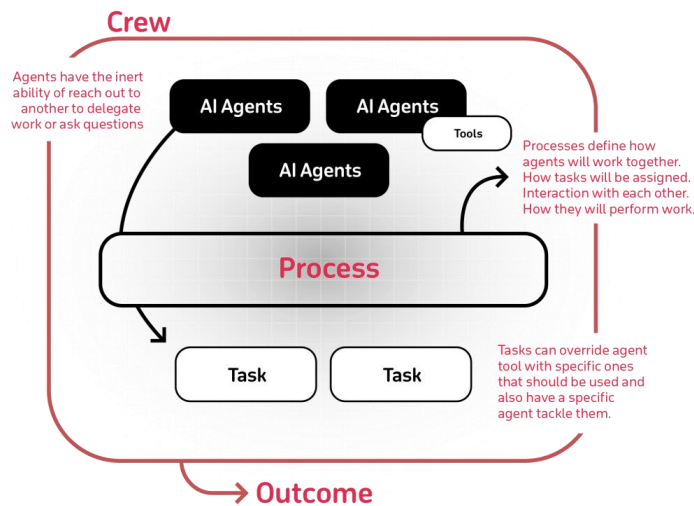 Crew
Agents have the inert
ability of reach out to
another to delegate
work or ask questions
AI Agents
AI Agents
Tools
AI Agents
Processes define how
agents will work together.
How tasks will be assigned.
Interaction with each other.
How they will perform work.
Process
Task
Task
Tasks can override agent
tool with specific ones
that should be used and
also have a specific
agent tackle them.
Outcome